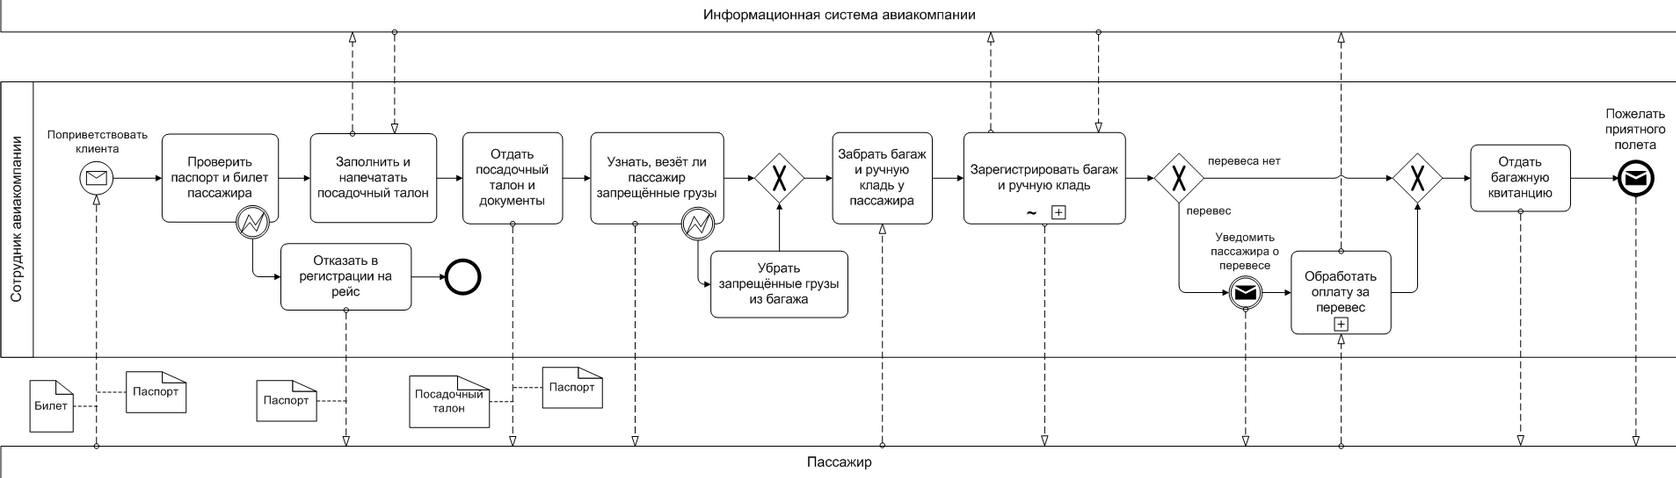 Информационная система авиакомпании
Сотрудник авиакомпании
Поприветствовать
клиента
Проверить
паспорт и билет
пассажира
Заполнить и
напечатать
посадочный талон
Отдать
посадочный
талон и
документы
Узнать, везёт ли
пассажир
запрещённые грузы
Забрать багаж
и ручную
кладь у
пассажира
Зарегистрировать багаж
и ручную кладь
перевеса нет
перевес
Отдать
багажную
квитанцию
Пожелать
приятного
полета
Отказать в
регистрации на
рейс
Убрать
запрещённые грузы
из багажа
Уведомить
пассажира о
перевесе
Обработать
оплату за
перевес
Билет
Паспорт
Паспорт
Посадочный
талон
Паспорт
Пассажир